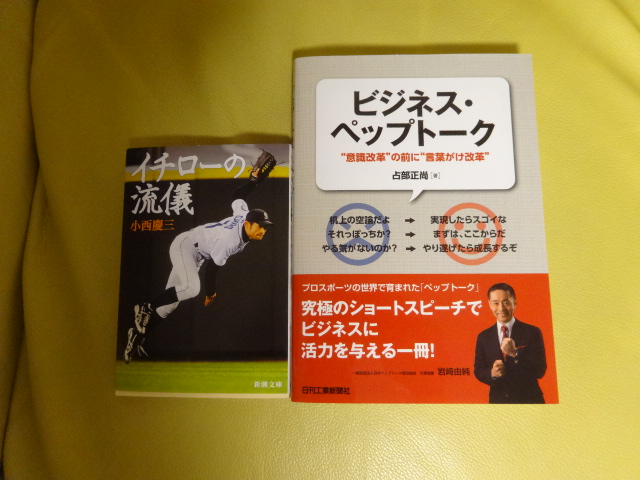 イチローの
流儀
小西慶三
新潮文庫
ビジネス・
ペップトーク
“意識改革”の前に“言葉がけ改革”
占部正尚[著]
机上の空論だよ → 実現したらスゴイな
それっぽっちか? → まずは、ここからだ
やる気がないのか? → やり遂げたら成長するぞ
プロスポーツの世界で育まれた「ペップトーク」
究極のショートスピーチで
ビジネスに
活力を与える一冊!
岩﨑由純
日刊工業新聞社